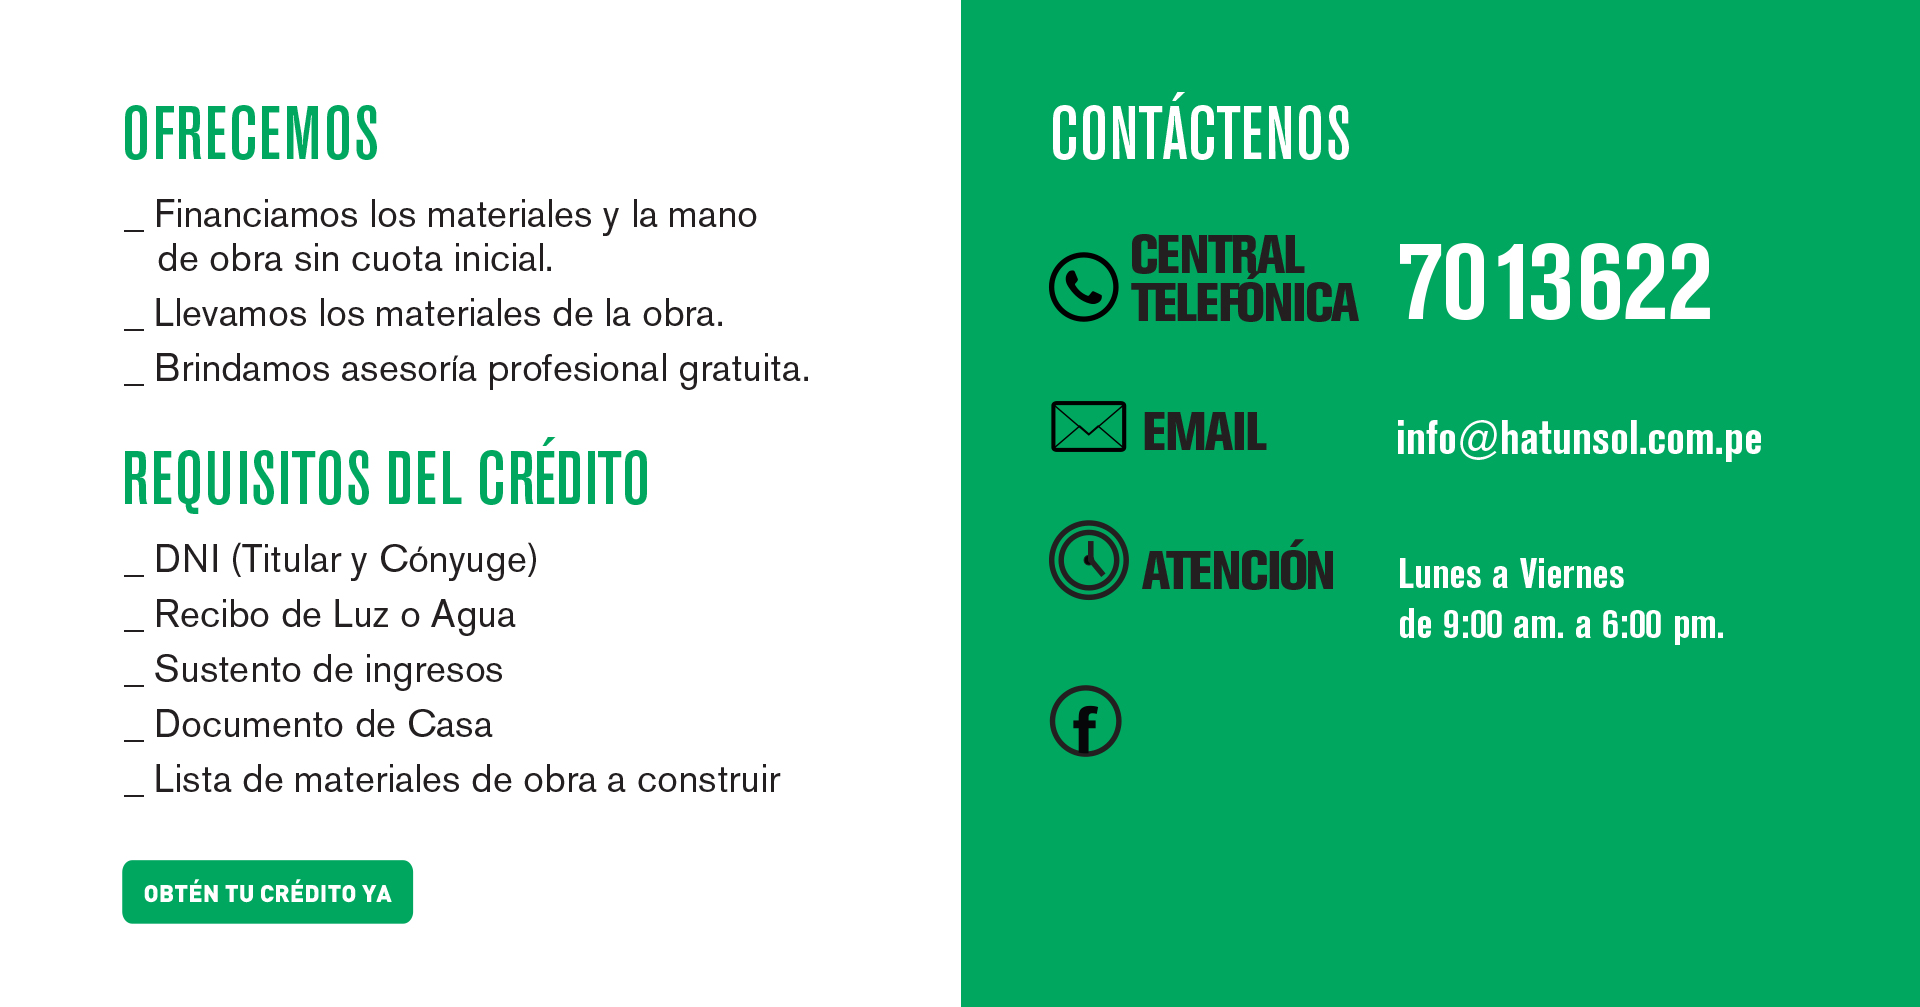 OFRECEMOS
_ Financiamos los materiales y la mano
de obra sin cuota inicial.
_ Llevamos los materiales de la obra.
_ Brindamos asesoría profesional gratuita.
REQUISITOS DEL CRÉDITO
_ DNI (Titular y Cónyuge)
_ Recibo de Luz o Agua
_ Sustento de ingresos
_ Documento de Casa
_ Lista de materiales de obra a construir
OBTÉN TU CRÉDITO YA
CONTÁCTENOS
CENTRAL
TELEFÓNICA
7013622
EMAIL
info@hatunsol.com.pe
ATENCIÓN
Lunes a Viernes
de 9:00 am. a 6:00 pm.
f